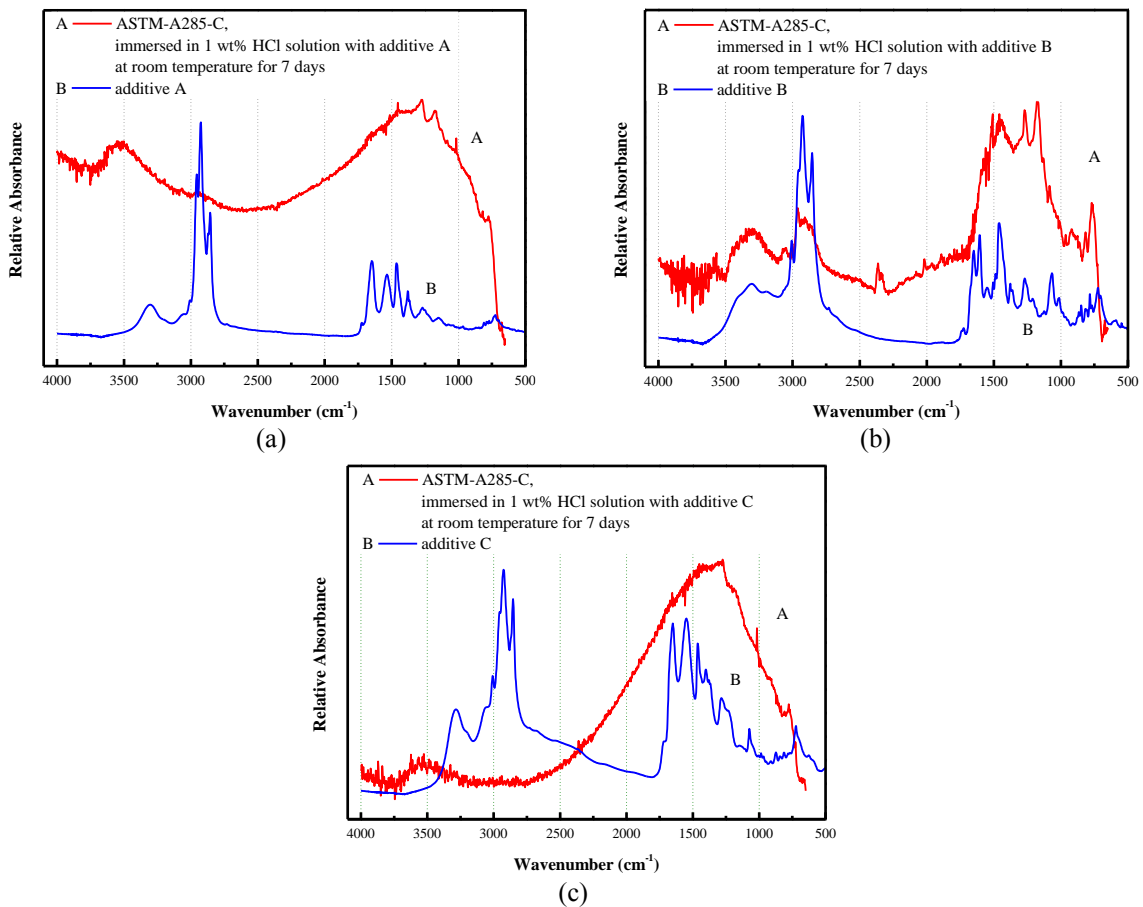 A ASTM-A285-C,
immersed in 1 wt% HCl solution with additive A
at room temperature for 7 days
B additive A
Relative Absorbance
A
B
4000 3500 3000 2500 2000 1500 1000 500
Wavenumber (cm-1)
(a)
A ASTM-A285-C,
immersed in 1 wt% HCl solution with additive B
at room temperature for 7 days
B additive B
Relative Absorbance
A
B
4000 3500 3000 2500 2000 1500 1000 500
Wavenumber (cm-1)
(b)
A ASTM-A285-C,
immersed in 1 wt% HCl solution with additive C
at room temperature for 7 days
B additive C
Relative Absorbance
A
B
4000 3500 3000 2500 2000 1500 1000 500
Wavenumber (cm-1)
(c)